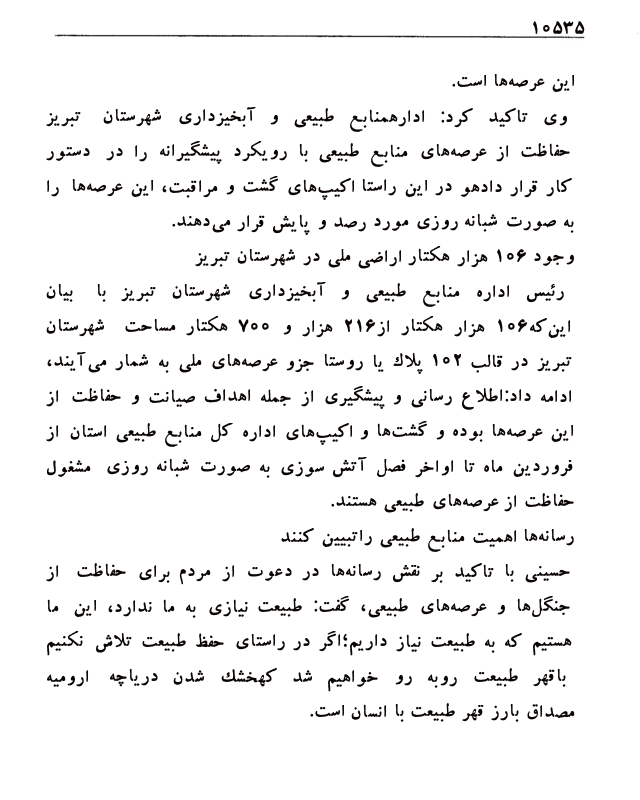 ۱۰۵۳۵
این عرصه‌ها است.
وی تاکید کرد: ادارهمنابع طبیعی و آبخیزداری شهرستان تبریز
حفاظت از عرصه‌های منابع طبیعی با رویکرد پیشگیرانه را در دستور
کار قرار دادهو در این راستا اکیپ‌های گشت و مراقبت، این عرصه‌ها را
به صورت شبانه روزی مورد رصد و پایش قرار می‌دهند.
وجود ۱۰۶ هزار هکتار اراضی ملی در شهرستان تبریز
رئیس اداره منابع طبیعی و آبخیزداری شهرستان تبریز با بیان
این‌که۱۰۶ هزار هکتار از۲۱۶ هزار و ۷۰۰ هکتار مساحت شهرستان
تبریز در قالب ۱۰۲ پلاك یا روستا جزو عرصه‌های ملی به شمار می‌آیند،
ادامه داد:اطلاع رسانی و پیشگیری از جمله اهداف صیانت و حفاظت از
این عرصه‌ها بوده و گشت‌ها و اکیپ‌های اداره کل منابع طبیعی استان از
فروردین ماه تا اواخر فصل آتش سوزی به صورت شبانه روزی مشغول
حفاظت از عرصه‌های طبیعی هستند.
رسانه‌ها اهمیت منابع طبیعی راتبیین کنند
حسینی با تاکید بر نقش رسانه‌ها در دعوت از مردم برای حفاظت از
جنگل‌ها و عرصه‌های طبیعی، گفت: طبیعت نیازی به ما ندارد، این ما
هستیم که به طبیعت نیاز داریم؛اگر در راستای حفظ طبیعت تلاش نکنیم
باقهر طبیعت روبه رو خواهیم شد کهخشك شدن دریاچه ارومیه
مصداق بارز قهر طبیعت با انسان است.